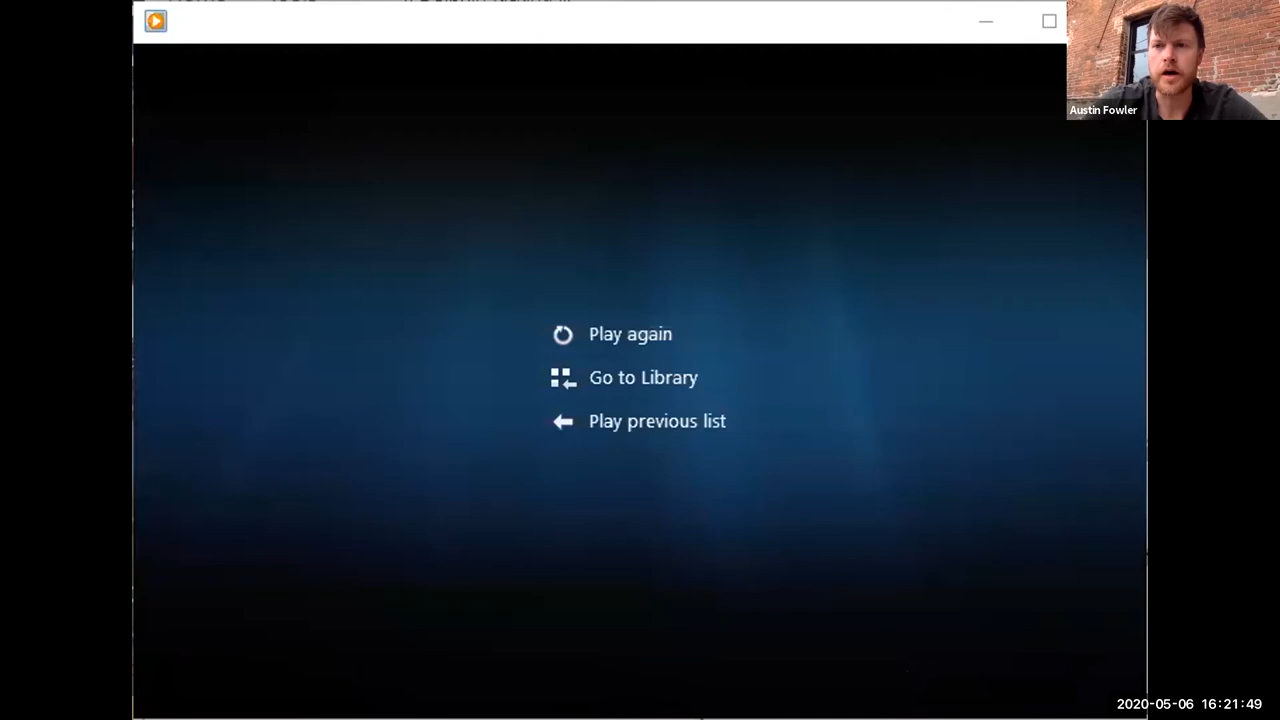 Austin Fowler
Play again
Go to Library
Play previous list
2020-05-06 16:21:49